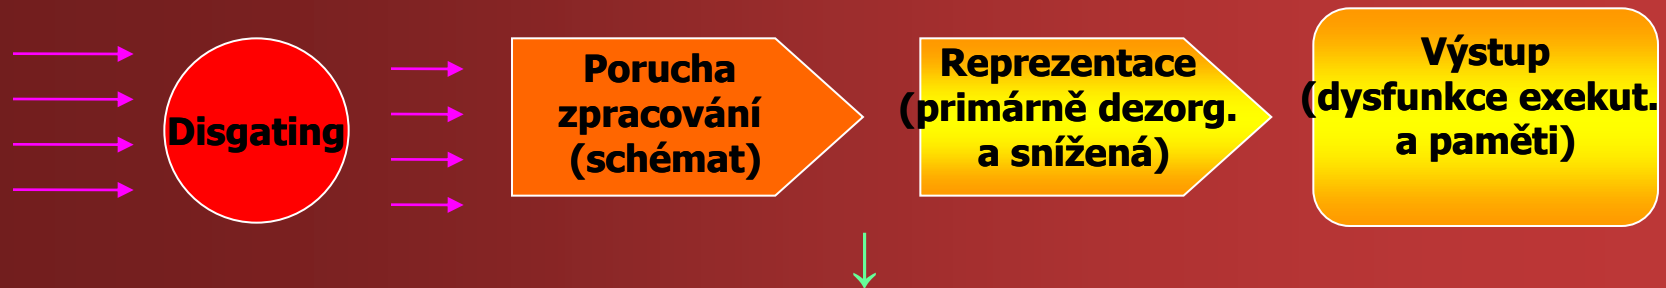 Disgating
Porucha
zpracování
(schémat)
Reprezentace
(primárně dezorg.
a snížená)
Výstup
(dysfunkce exekut.
a paměti)